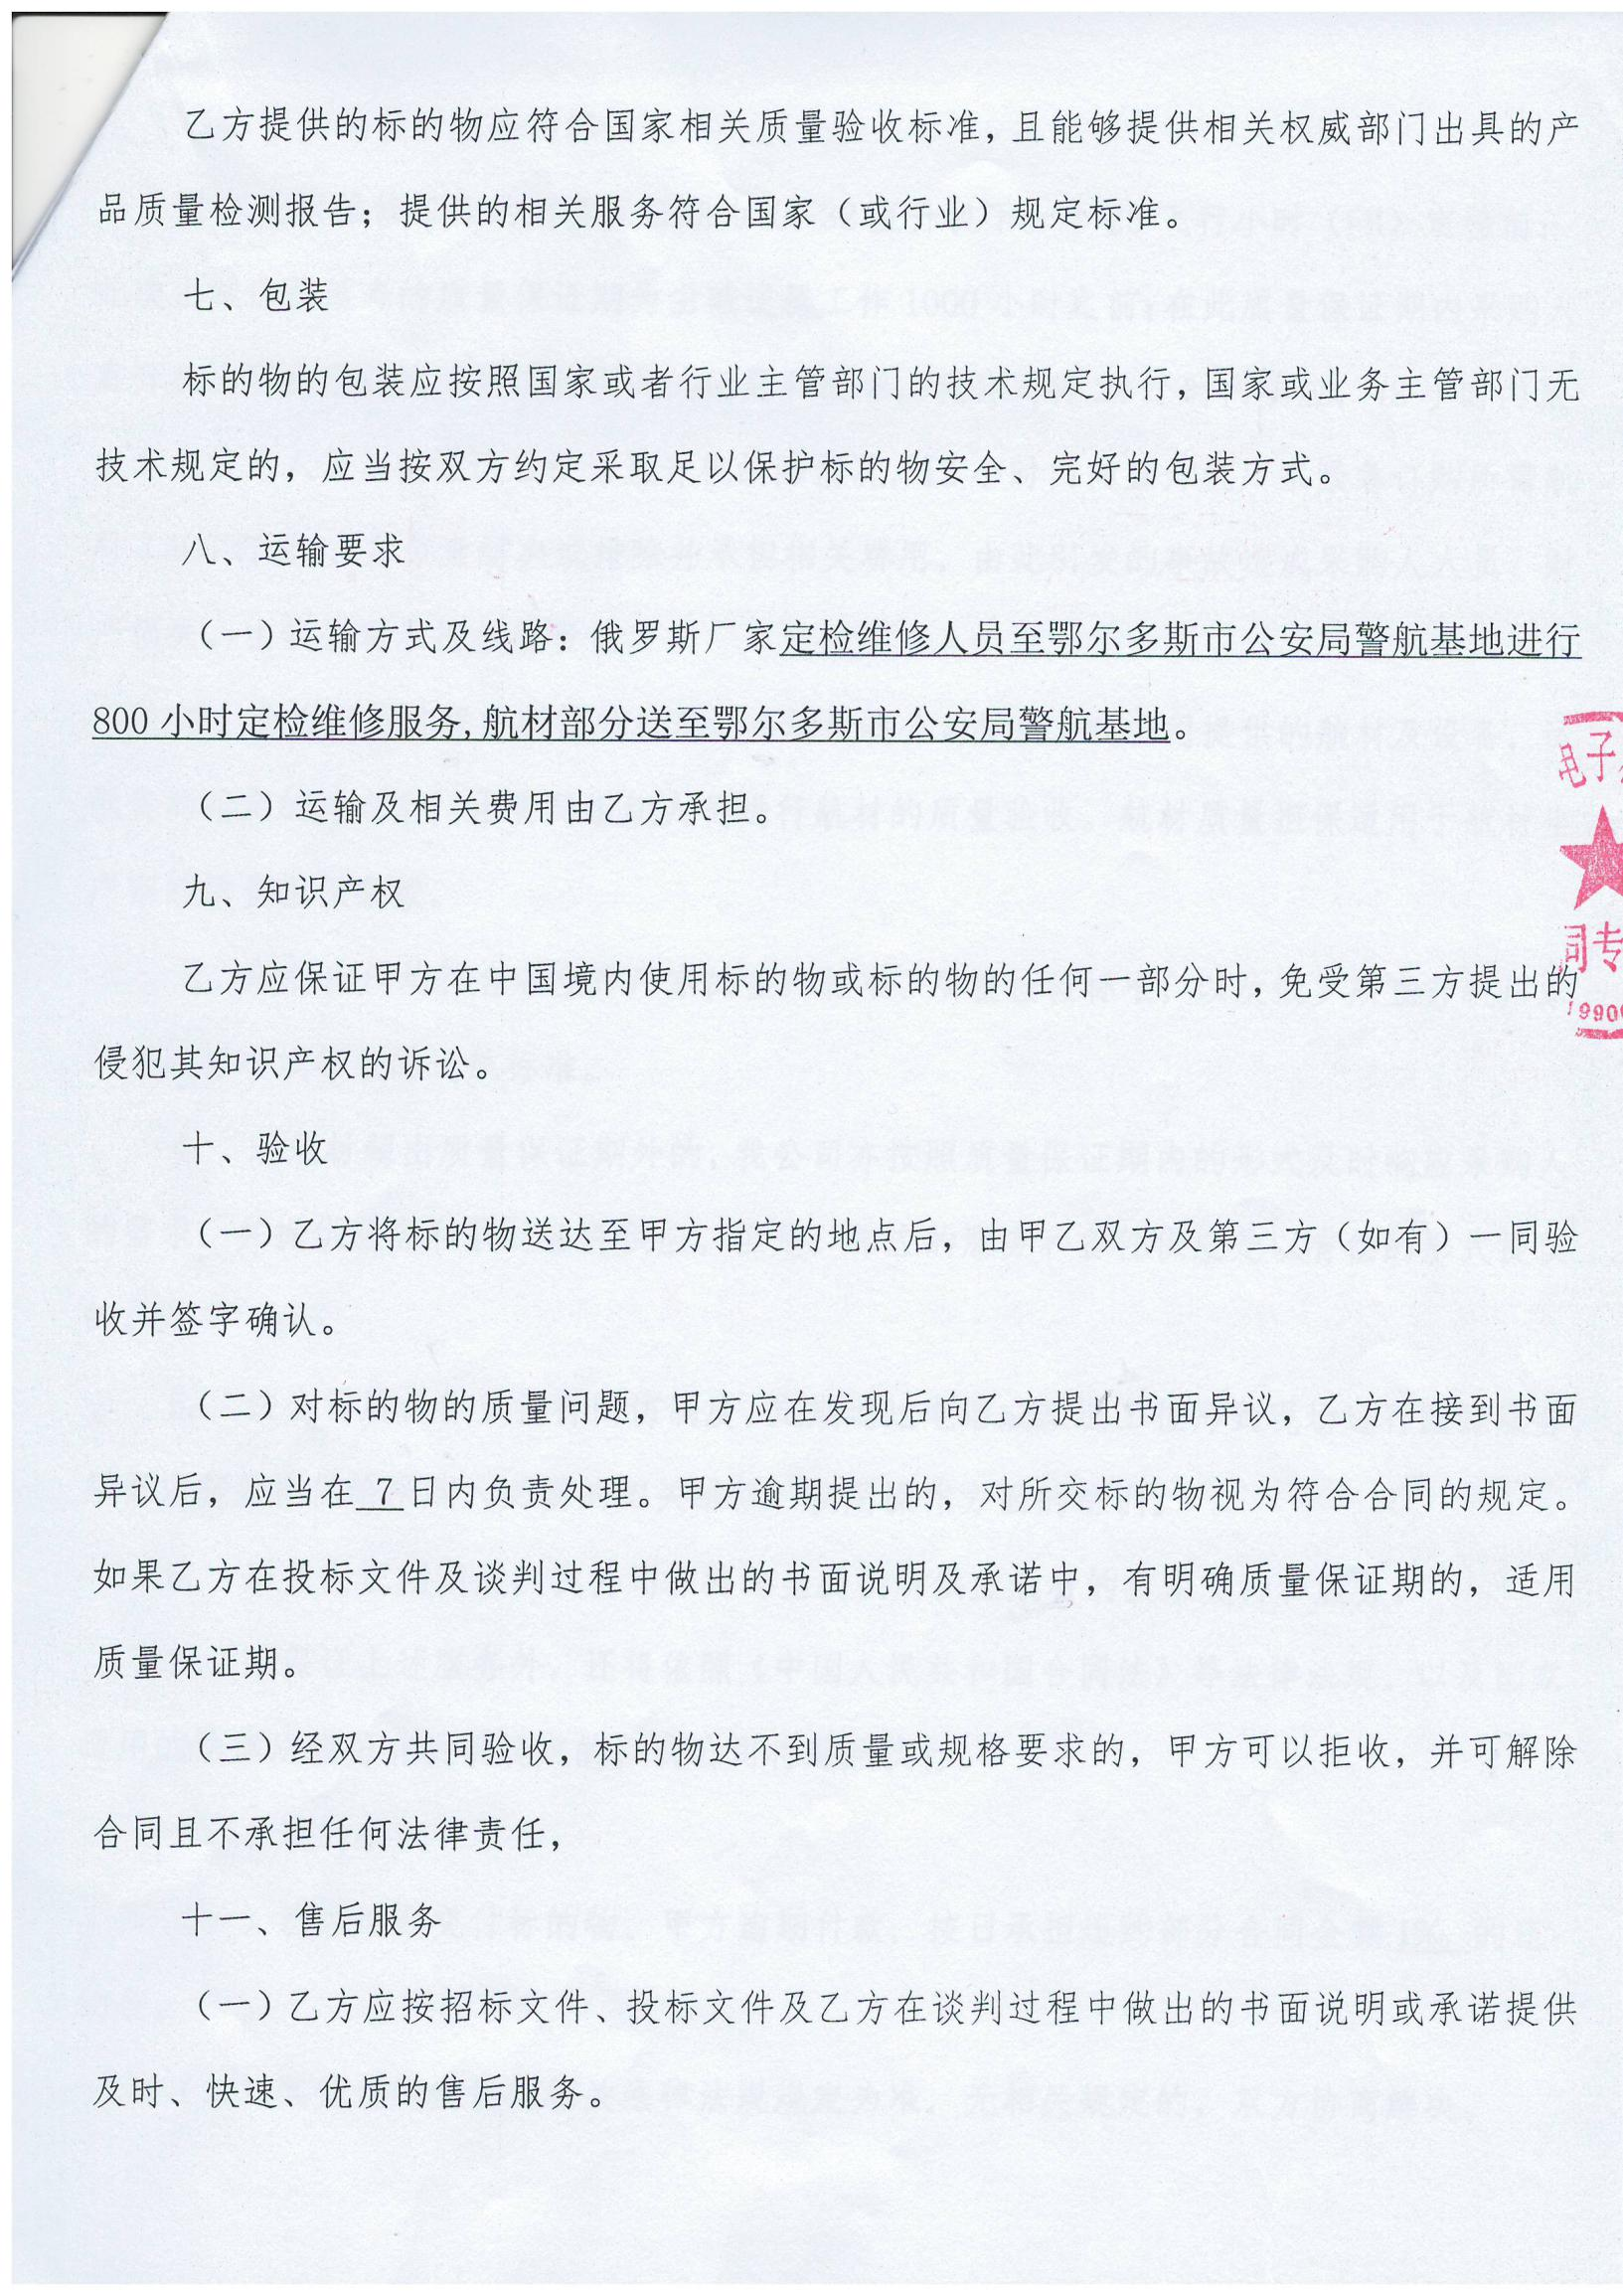 乙方提供的标的物应符合国家相关质量验收标准，且能够提供相关权威部门出具的产
品质量检测报告；提供的相关服务符合国家（或行业）规定标准。
七、包装
标的物的包装应按照国家或者行业主管部门的技术规定执行，国家或业务主管部门无
技术规定的，应当按双方约定采取足以保护标的物安全、完好的包装方式。
八、运输要求
（一）运输方式及线路：俄罗斯厂家定检维修人员至鄂尔多斯市公安局警航基地进行
800 小时定检维修服务,航材部分送至鄂尔多斯市公安局警航基地。
（二）运输及相关费用由乙方承担。
九、知识产权
乙方应保证甲方在中国境内使用标的物或标的物的任何一部分时，免受第三方提出的
侵犯其知识产权的诉讼。
十、验收
（一）乙方将标的物送达至甲方指定的地点后，由甲乙双方及第三方（如有）一同验
收并签字确认。
（二）对标的物的质量问题，甲方应在发现后向乙方提出书面异议，乙方在接到书面
异议后，应当在 7 日内负责处理。甲方逾期提出的，对所交标的物视为符合合同的规定。
如果乙方在投标文件及谈判过程中做出的书面说明及承诺中，有明确质量保证期的，适用
质量保证期。
（三）经双方共同验收，标的物达不到质量或规格要求的，甲方可以拒收，并可解除
合同且不承担任何法律责任，
十一、售后服务
（一）乙方应按招标文件、投标文件及乙方在谈判过程中做出的书面说明或承诺提供
及时、快速、优质的售后服务。
电子
同专
1990